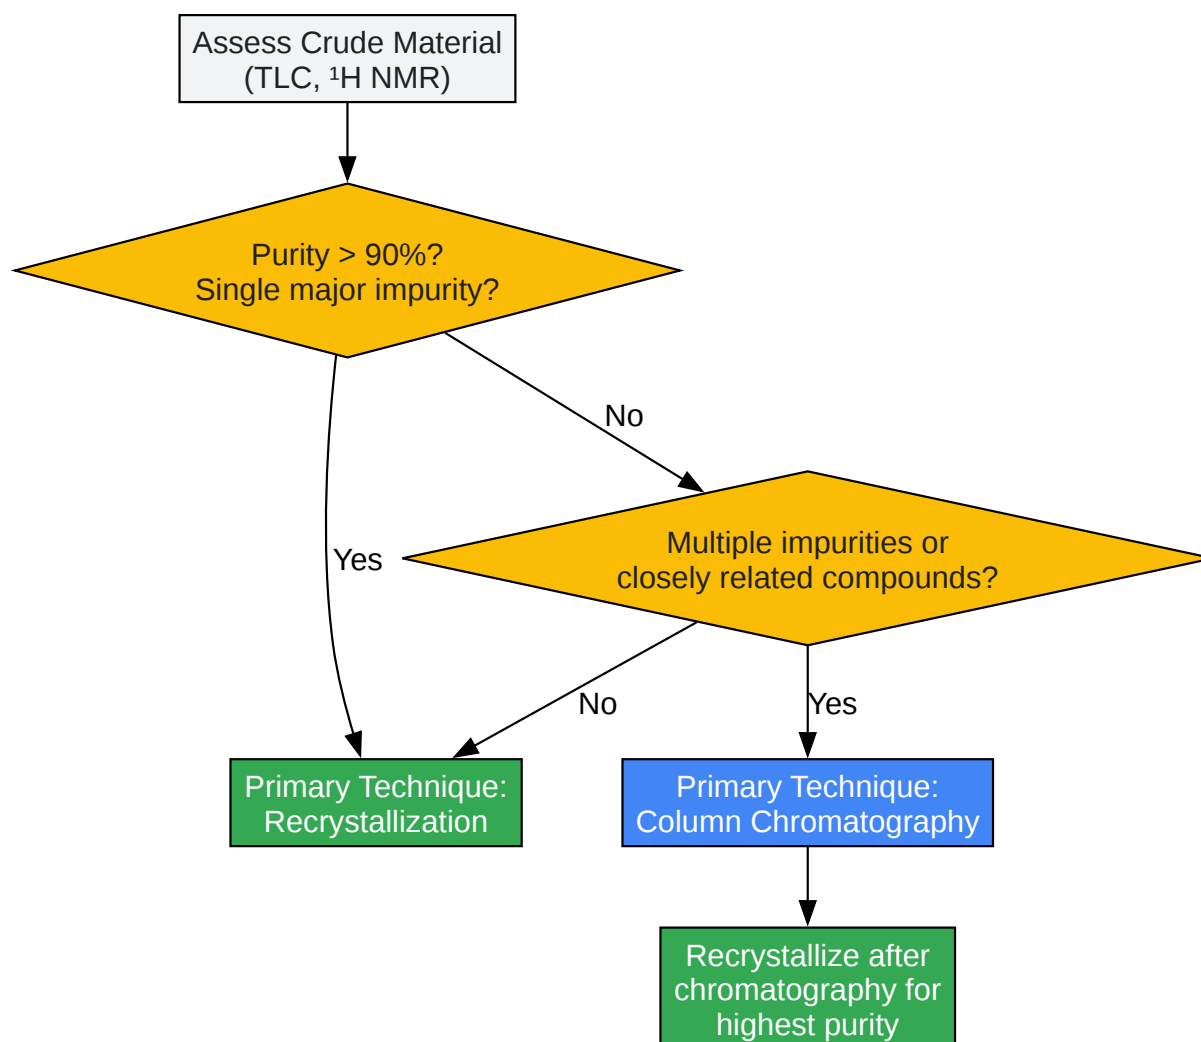 Assess Crude Material
(TLC, ¹H NMR)
Purity > 90%?
Single major impurity?
No
Multiple impurities or
closely related compounds?
Yes
No
Yes
Primary Technique:
Recrystallization
Primary Technique:
Column Chromatography
Recrystallize after
chromatography for
highest purity